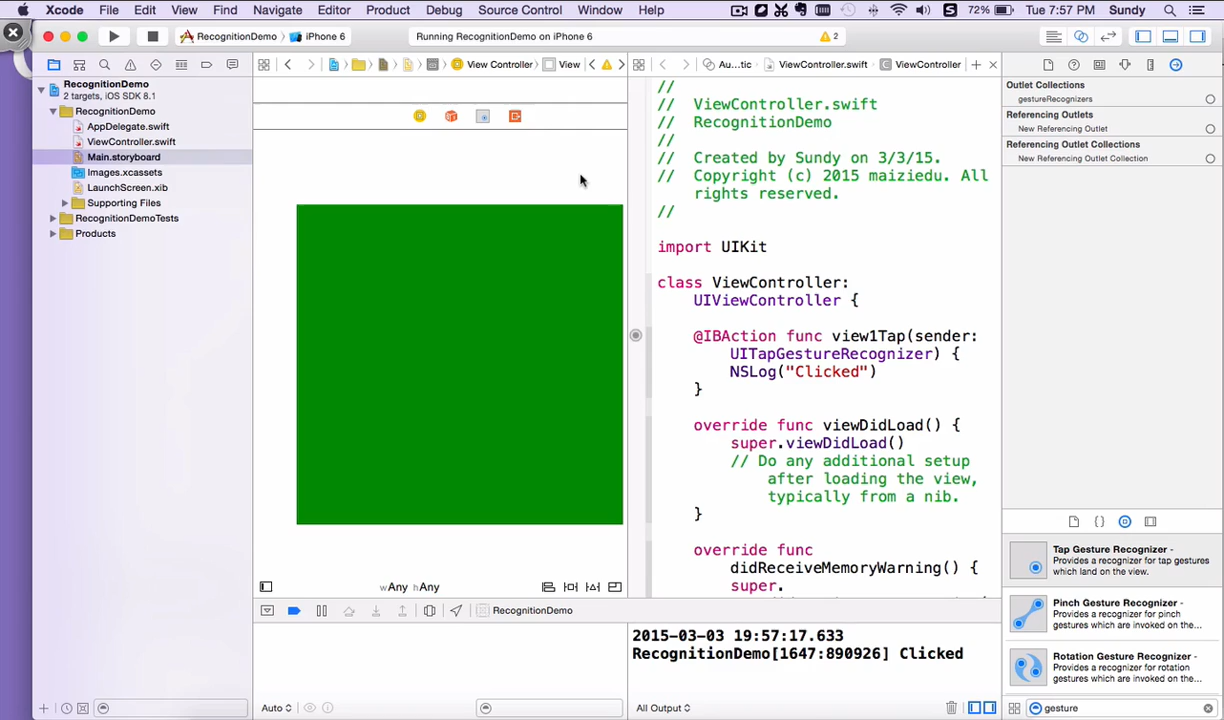 Xcode File Edit View Find Navigate Editor Product Debug Source Control Window Help 72% Tue 7:57 PM Sundy
RecognitionDemo iPhone 6 Running RecognitionDemo on iPhone 6 2
RecognitionDemo
2 targets, iOS SDK 8.1
RecognitionDemo
AppDelegate.swift
ViewController.swift
Main.storyboard
Images.xcassets
LaunchScreen.xib
Supporting Files
RecognitionDemoTests
Products
View Controller View
wAny hAny
Au...tic ViewController.swift ViewController
//
// ViewController.swift
// RecognitionDemo
//
// Created by Sundy on 3/3/15.
// Copyright (c) 2015 maiziedu. All
rights reserved.
//
import UIKit
class ViewController:
UIViewController {
@IBAction func view1Tap(sender:
UITapGestureRecognizer) {
NSLog("Clicked")
}
override func viewDidLoad() {
super.viewDidLoad()
// Do any additional setup
after loading the view,
typically from a nib.
}
override func
didReceiveMemoryWarning() {
super.
RecognitionDemo
2015-03-03 19:57:17.633
RecognitionDemo[1647:890926] Clicked
Auto
All Output
Outlet Collections
gestureRecognizers
Referencing Outlets
New Referencing Outlet
Referencing Outlet Collections
New Referencing Outlet Collection
Tap Gesture Recognizer -
Provides a recognizer for tap gestures
which land on the view.
Pinch Gesture Recognizer -
Provides a recognizer for pinch
gestures which are invoked on the...
Rotation Gesture Recognizer -
Provides a recognizer for rotation
gestures which are invoked on the...
gesture